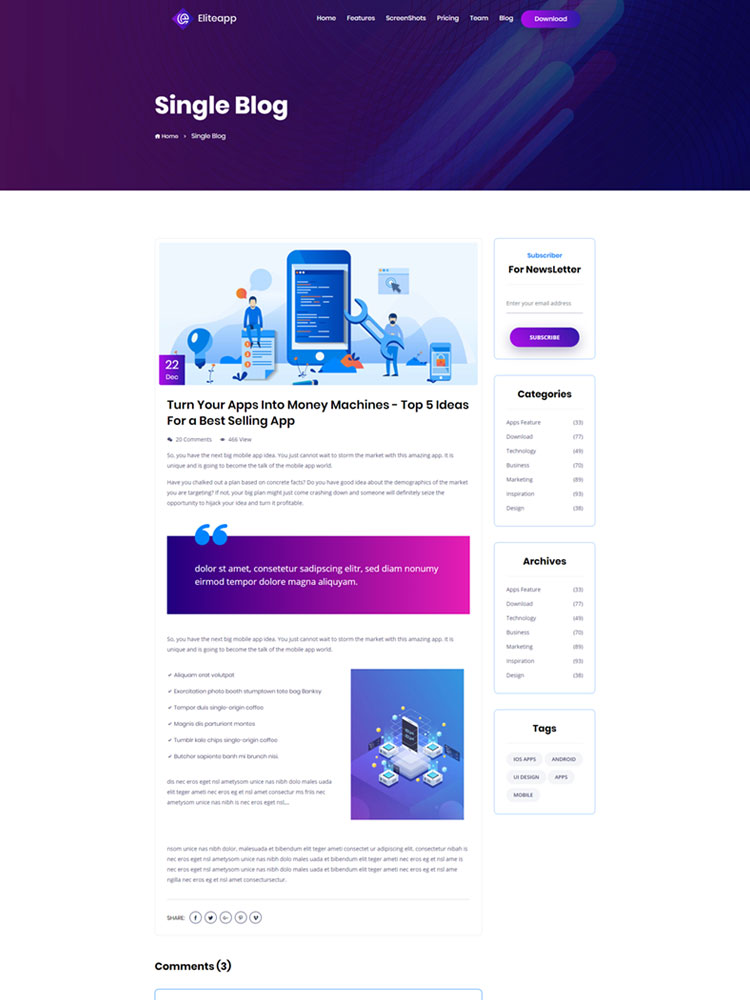 Eliteapp
Home Features ScreenShots Pricing Team Blog Download
Single Blog
Home › Single Blog
22
Dec
Turn Your Apps Into Money Machines - Top 5 Ideas
For a Best Selling App
20 Comments 466 View
So, you have the next big mobile app idea. You just cannot wait to storm the market with this amazing app. It is
unique and is going to become the talk of the mobile app world.
Have you chalked out a plan based on concrete facts? Do you have good idea about the demographics of the market
you are targeting? If not, your big plan might just come crashing down and someone will definitely seize the
opportunity to hijack your idea and turn it profitable.
dolor st amet, consetetur sadipscing elitr, sed diam nonumy
eirmod tempor dolore magna aliquyam.
So, you have the next big mobile app idea. You just cannot wait to storm the market with this amazing app. It is
unique and is going to become the talk of the mobile app world.
✔ Aliquam erat volutpat
✔ Exercitation photo booth stumptown tote bag Banksy
✔ Tempor duis single-origin coffee
✔ Magnis dis parturient montes
✔ Tumblr kale chips single-origin coffee
✔ Butcher sapiente banh mi brunch nisi
dis nec eros eget nsl ametysom unice nas nibh dolo males uada
elit teger ameti nec eros eg et nsl amet consectur ms friis nec
ametysom unice nas nibh is nec eros eget nsl...
nsom unice nas nibh dolor, malesuada et bibendum elit teger ameti consectet ur adipiscing elit, consectetur nibah is
nec eros eget nsl ametysom unice nas nibh dolo males uada et bibendum elit teger ameti nec eros eg et nsl ame is
nec eros eget nsl ametysom unice nas nibh dolo males uada et bibendum elit teger ameti nec eros eg et nsl ame
ngilla nec eros eg et nsl amet consectursectur.
SHARE:
Comments (3)
Subscriber
For NewsLetter
Enter your email address
SUBSCRIBE
Categories
Apps Feature (33)
Download (77)
Technology (49)
Business (70)
Marketing (89)
Inspiration (93)
Design (38)
Archives
Apps Feature (33)
Download (77)
Technology (49)
Business (70)
Marketing (89)
Inspiration (93)
Design (38)
Tags
IOS APPS ANDROID
UI DESIGN APPS
MOBILE